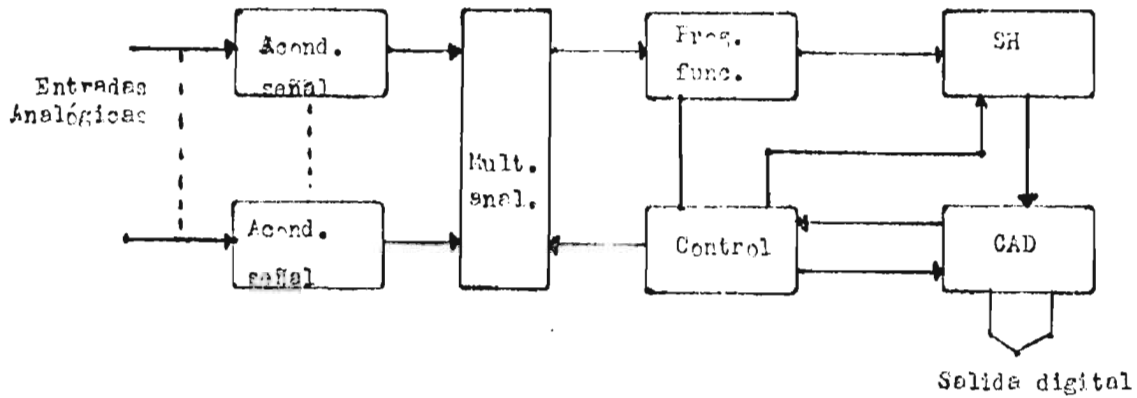 Entradas
Analógicas
Acond.
señal
Acond.
señal
Mult.
anal.
Prog.
func.
SH
Control
CAD
Salida digital